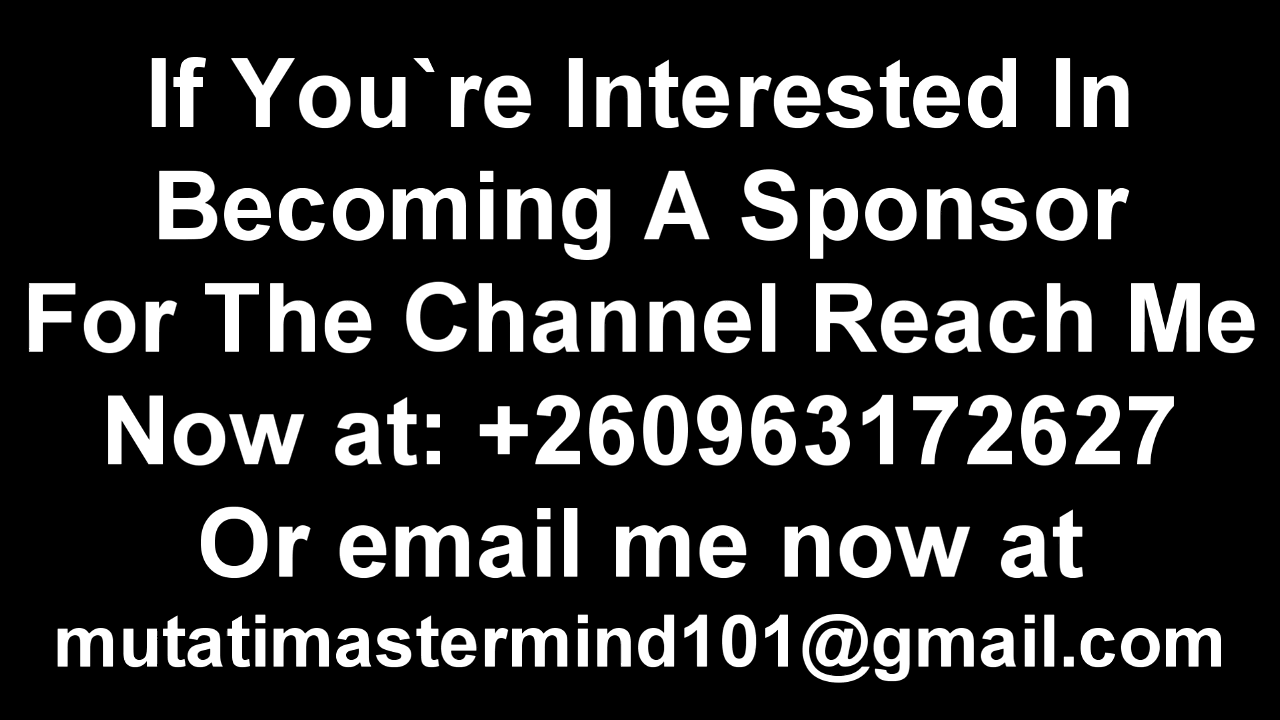 If You`re Interested In
Becoming A Sponsor
For The Channel Reach Me
Now at: +260963172627
Or email me now at
mutatimastermind101@gmail.com